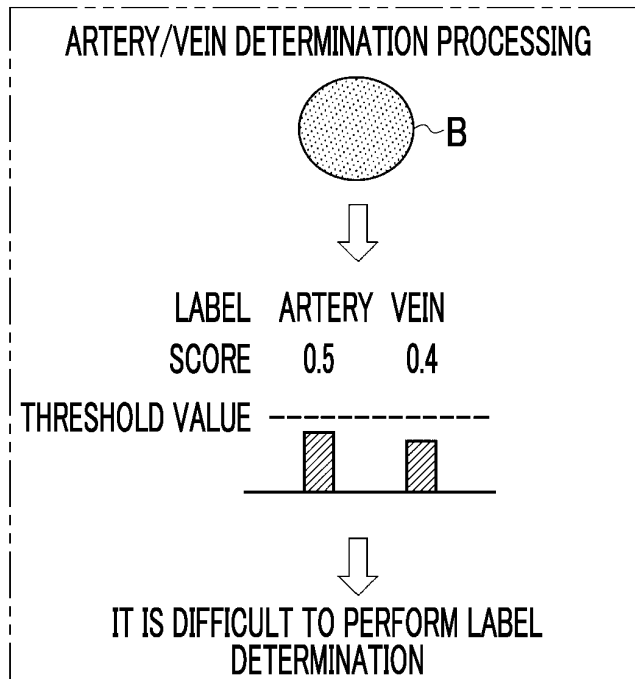 ARTERY/VEIN DETERMINATION PROCESSING
B
LABEL ARTERY VEIN
SCORE 0.5 0.4
THRESHOLD VALUE
IT IS DIFFICULT TO PERFORM LABEL
DETERMINATION